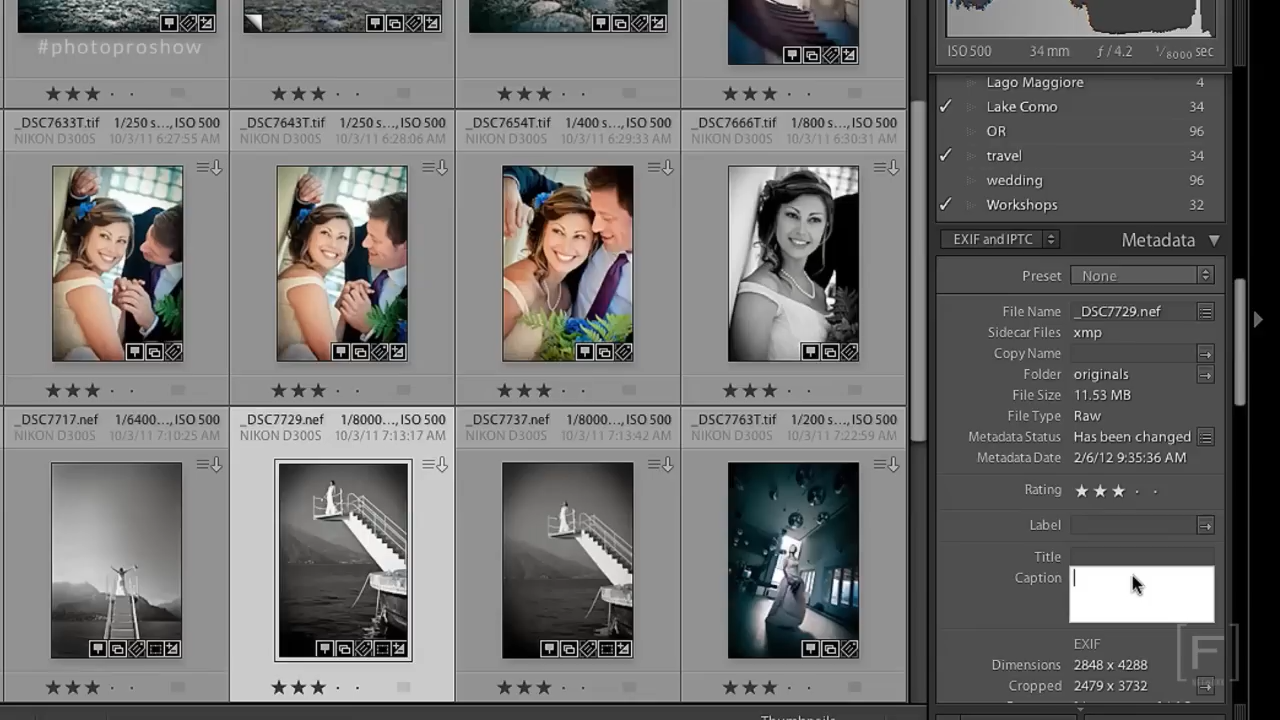 #photoproshow
_DSC7633T.tif 1/250 s..., ISO 500
NIKON D300S 10/3/11 6:27:55 AM
_DSC7643T.tif 1/250 s..., ISO 500
NIKON D300S 10/3/11 6:28:06 AM
_DSC7654T.tif 1/400 s..., ISO 500
NIKON D300S 10/3/11 6:29:33 AM
_DSC7666T.tif 1/800 s..., ISO 500
NIKON D300S 10/3/11 6:30:31 AM
_DSC7717.nef 1/6400..., ISO 500
NIKON D300S 10/3/11 7:10:25 AM
_DSC7729.nef 1/8000..., ISO 500
NIKON D300S 10/3/11 7:13:17 AM
_DSC7737.nef 1/8000..., ISO 500
NIKON D300S 10/3/11 7:13:42 AM
_DSC7763T.tif 1/200 s..., ISO 500
NIKON D300S 10/3/11 7:22:59 AM
ISO 500 34 mm ƒ / 4.2 1/8000 sec
Lago Maggiore 4
Lake Como 34
OR 96
travel 34
wedding 96
Workshops 32
EXIF and IPTC Metadata
Preset None
File Name _DSC7729.nef
Sidecar Files xmp
Copy Name
Folder originals
File Size 11.53 MB
File Type Raw
Metadata Status Has been changed
Metadata Date 2/6/12 9:35:36 AM
Rating
Label
Title
Caption
EXIF
Dimensions 2848 x 4288
Cropped 2479 x 3732
[F]